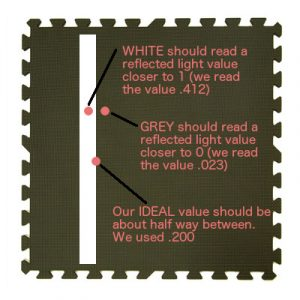 WHITE should read a
reflected light value
closer to 1 (we read
the value .412)
GREY should read a
reflected light value
closer to 0 (we read
the value .023)
Our IDEAL value should be
about half way between.
We used .200